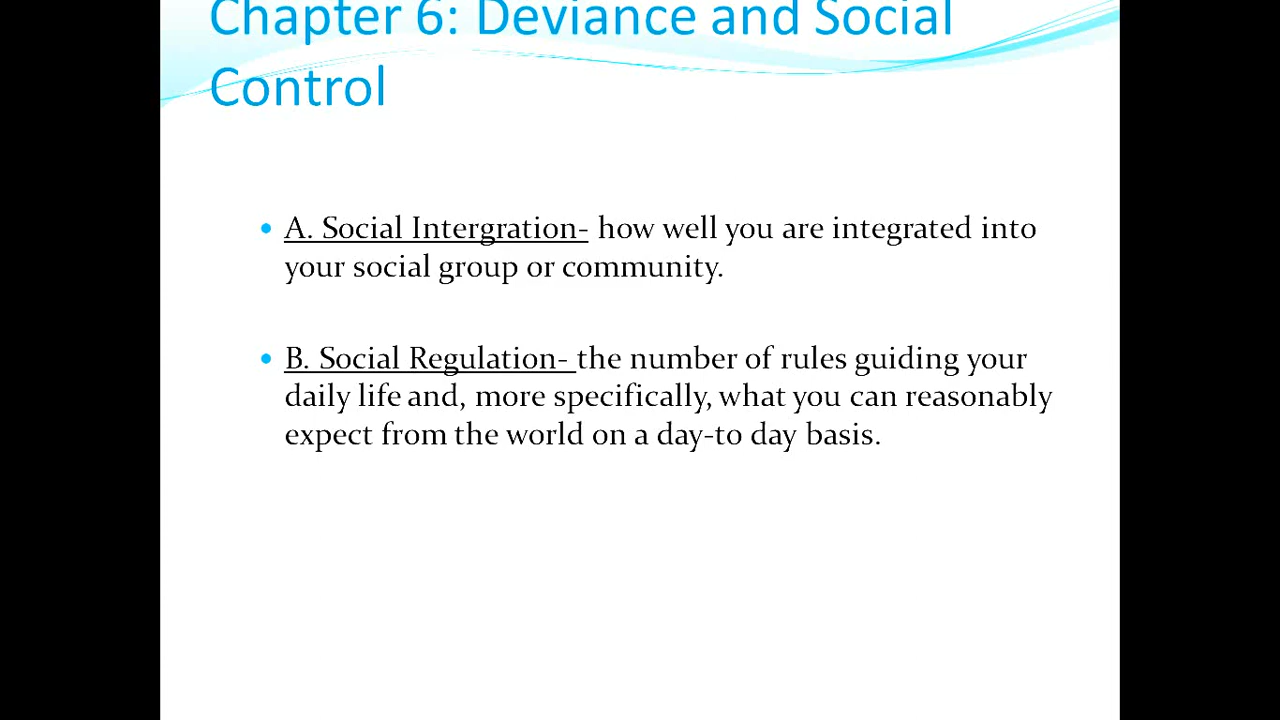 Chapter 6: Deviance and Social
Control
• A. Social Intergration- how well you are integrated into
your social group or community.
• B. Social Regulation- the number of rules guiding your
daily life and, more specifically, what you can reasonably
expect from the world on a day-to day basis.